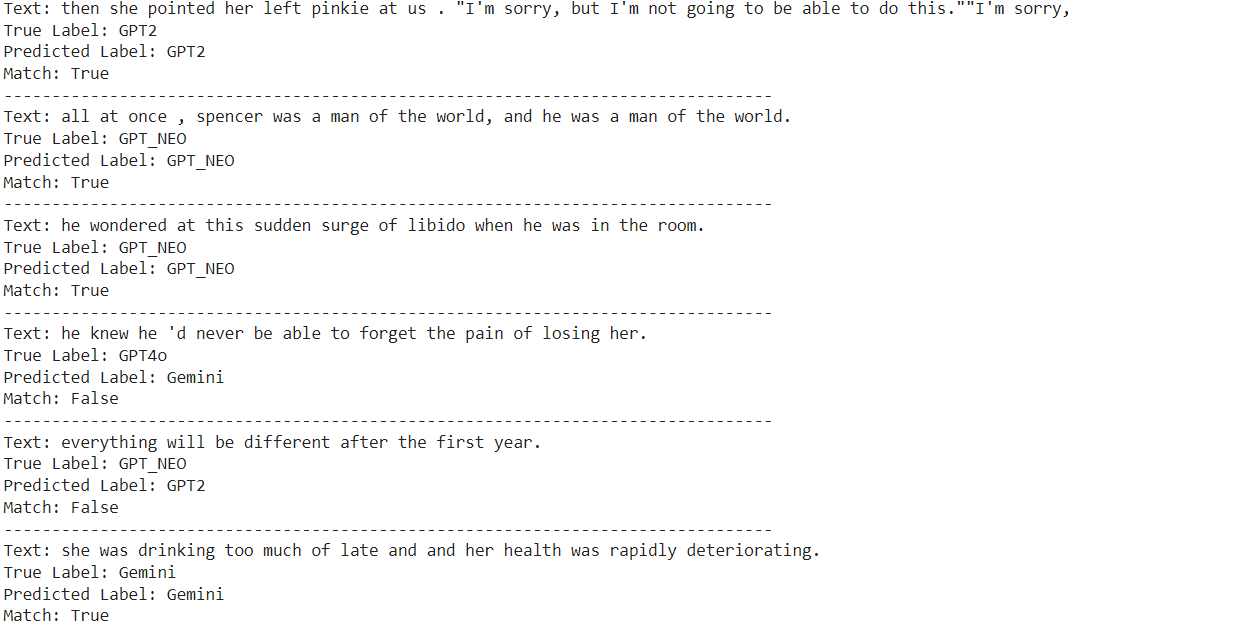 Text: then she pointed her left pinkie at us . "I'm sorry, but I'm not going to be able to do this.""I'm sorry,
True Label: GPT2
Predicted Label: GPT2
Match: True
--------------------------------------------------------------------------------
Text: all at once , spencer was a man of the world, and he was a man of the world.
True Label: GPT_NEO
Predicted Label: GPT_NEO
Match: True
--------------------------------------------------------------------------------
Text: he wondered at this sudden surge of libido when he was in the room.
True Label: GPT_NEO
Predicted Label: GPT_NEO
Match: True
--------------------------------------------------------------------------------
Text: he knew he 'd never be able to forget the pain of losing her.
True Label: GPT4o
Predicted Label: Gemini
Match: False
--------------------------------------------------------------------------------
Text: everything will be different after the first year.
True Label: GPT_NEO
Predicted Label: GPT2
Match: False
--------------------------------------------------------------------------------
Text: she was drinking too much of late and and her health was rapidly deteriorating.
True Label: Gemini
Predicted Label: Gemini
Match: True